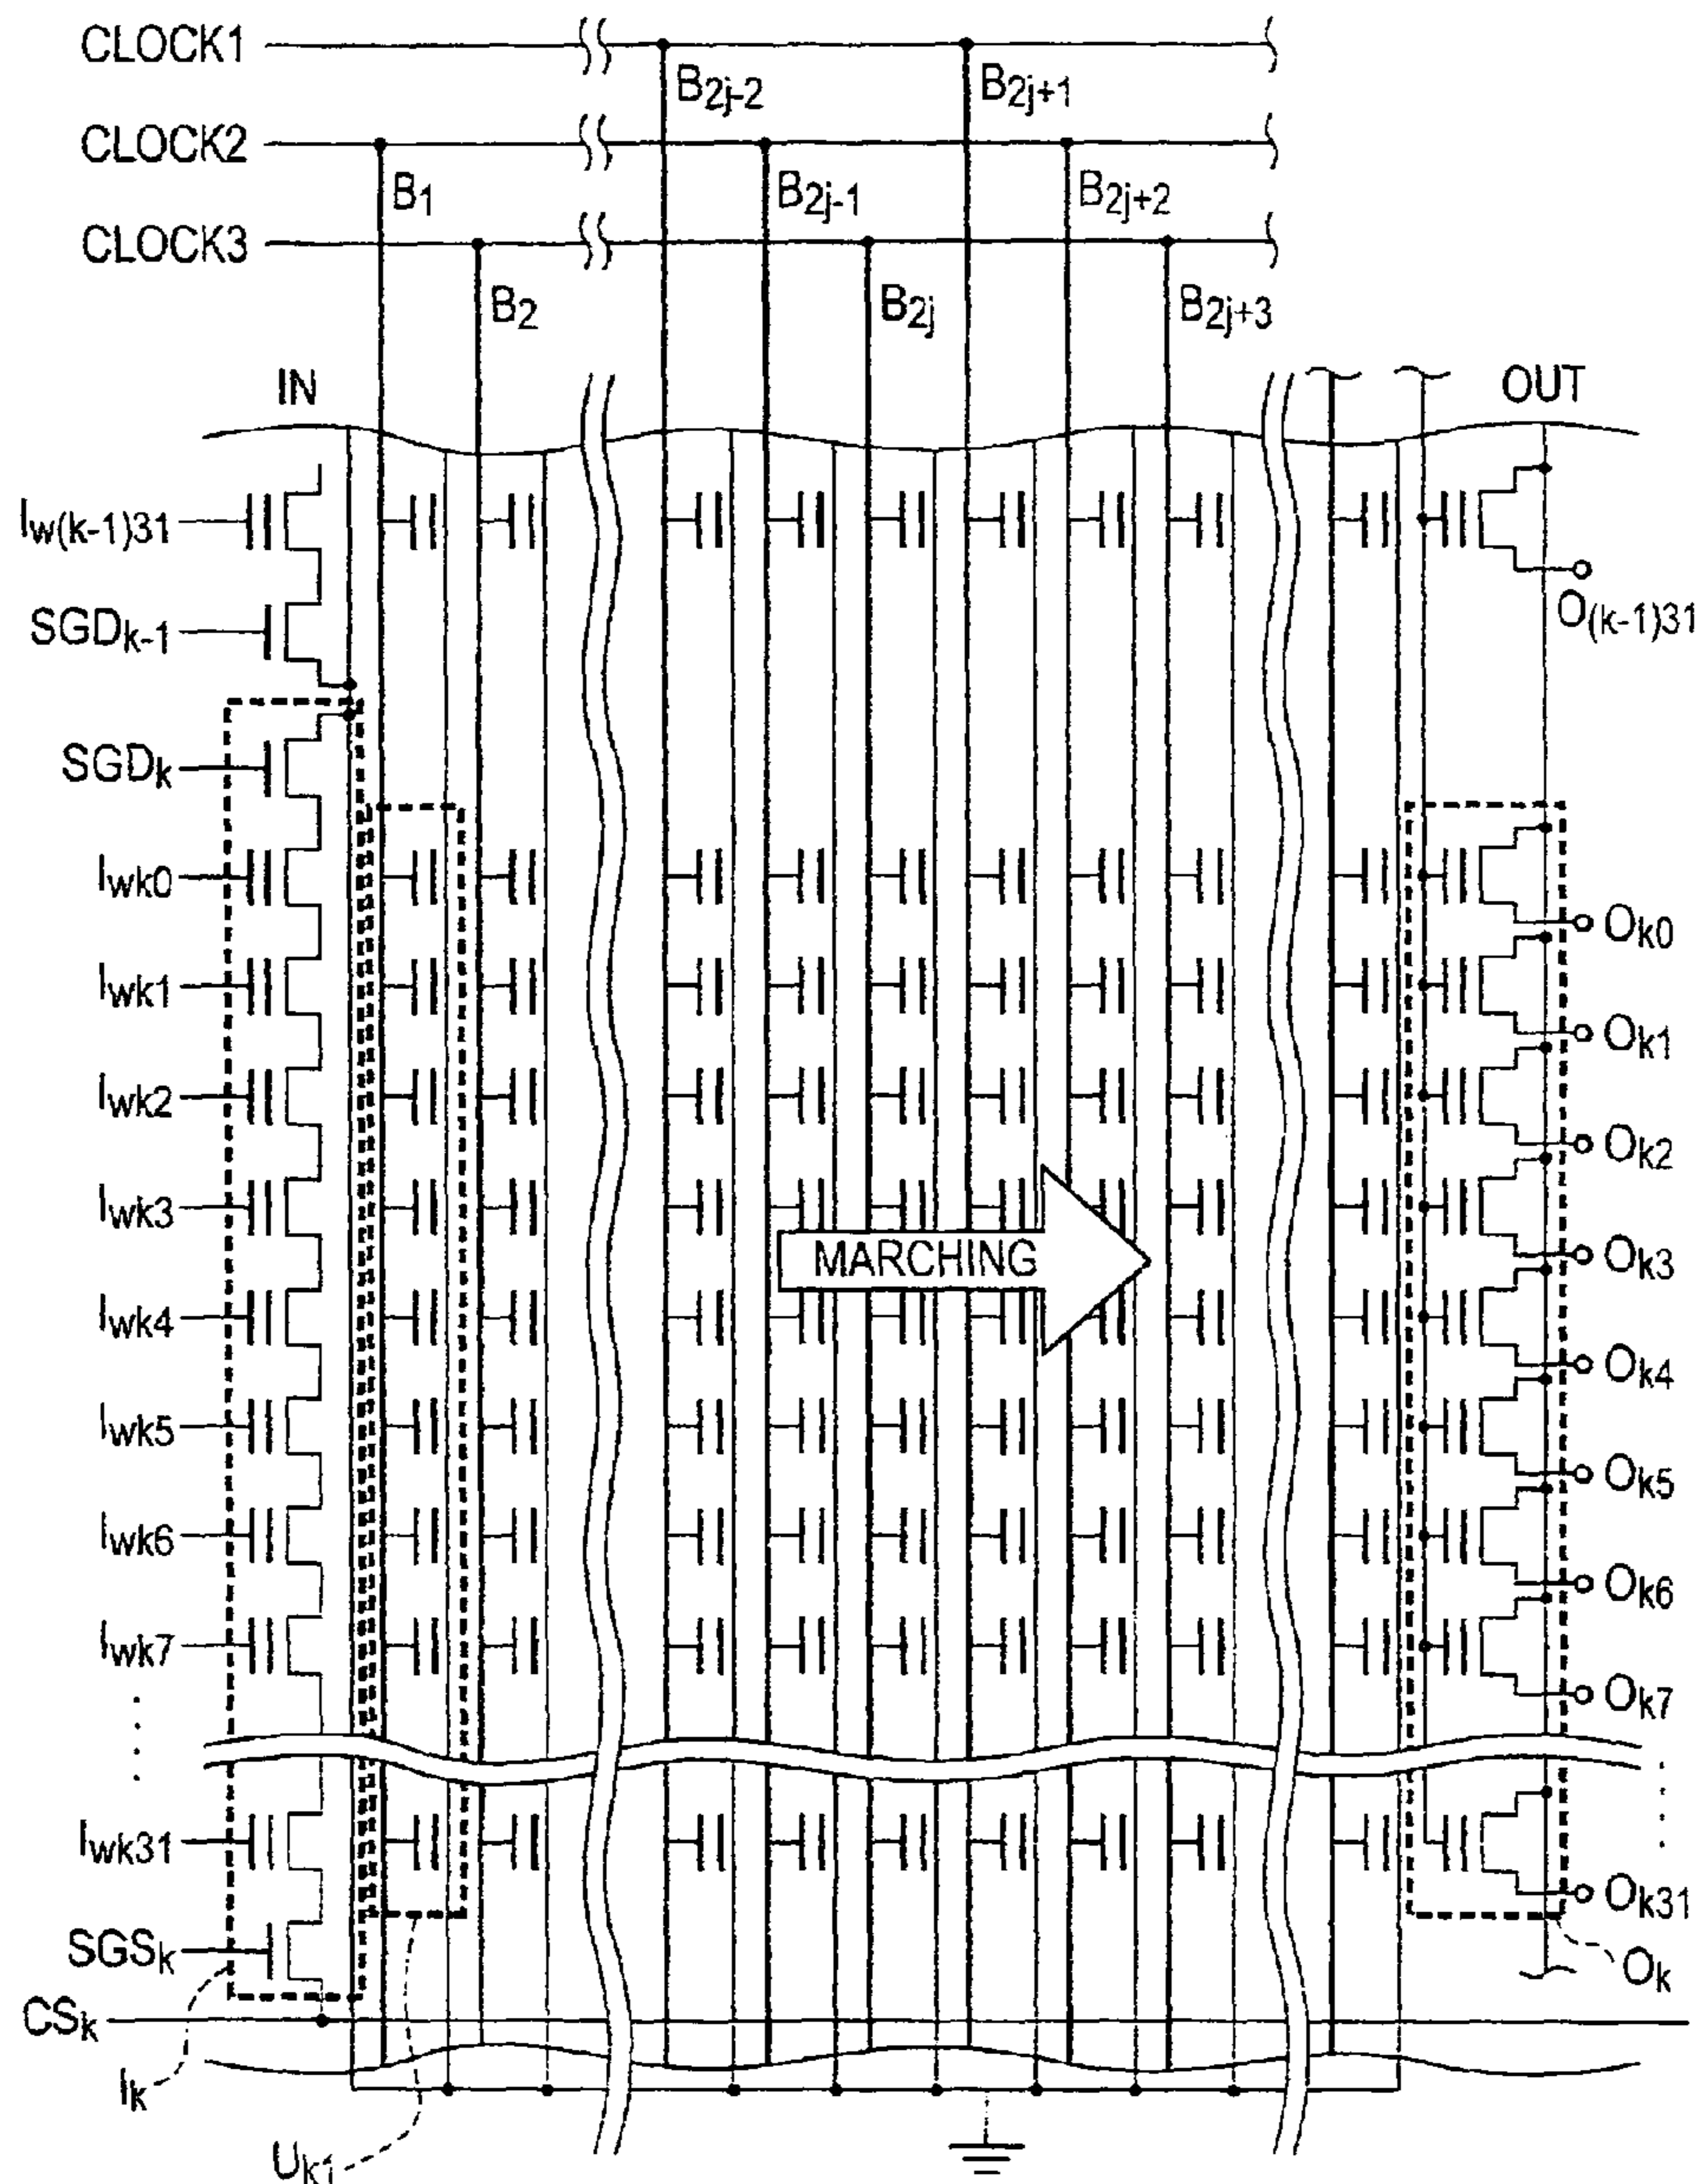 CLOCK1
B2j-2
B2j+1
CLOCK2
B1
B2j-1
B2j+2
CLOCK3
B2
B2j
B2j+3
IN
OUT
Iw(k-1)31
O(k-1)31
SGDk-1
SGDk
Iwk0
Ok0
Iwk1
Ok1
Iwk2
Ok2
Iwk3
Ok3
MARCHING
Iwk4
Ok4
Iwk5
Ok5
Iwk6
Ok6
Iwk7
Ok7
Iwk31
Ok31
SGSk
Ok
CSk
Ik
Uk1